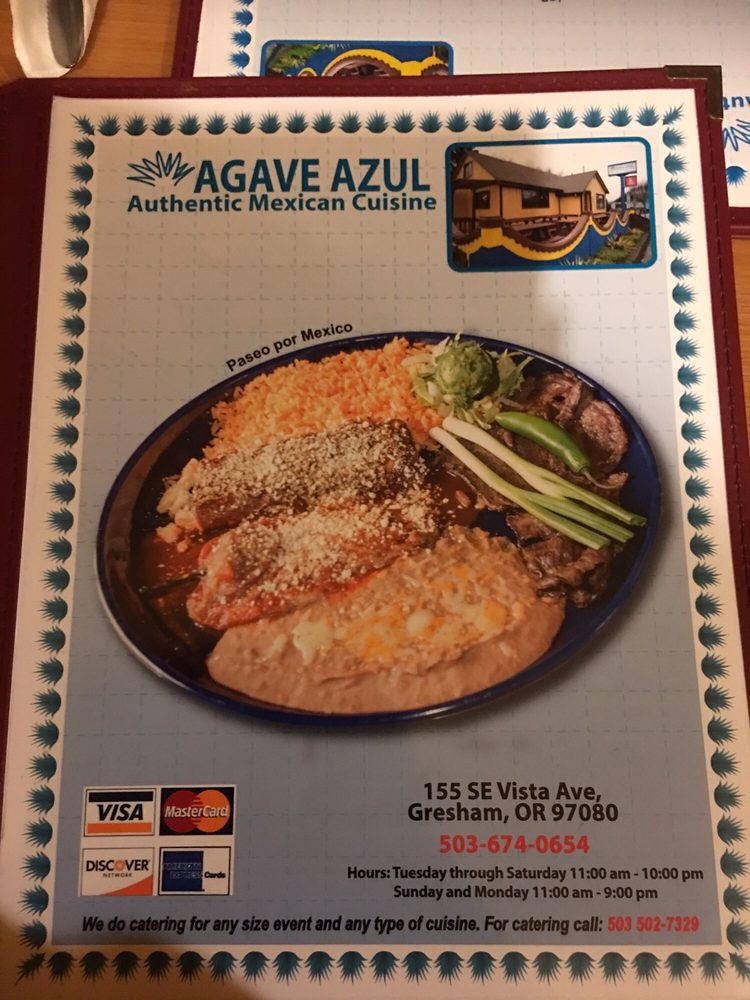 AGAVE AZUL
Authentic Mexican Cuisine
Paseo por Mexico
VISA
MasterCard
DISCOVER
NETWORK
AMERICAN
EXPRESS Cards
155 SE Vista Ave,
Gresham, OR 97080
503-674-0654
Hours: Tuesday through Saturday 11:00 am - 10:00 pm
Sunday and Monday 11:00 am - 9:00 pm
We do catering for any size event and any type of cuisine. For catering call: 503 502-7329